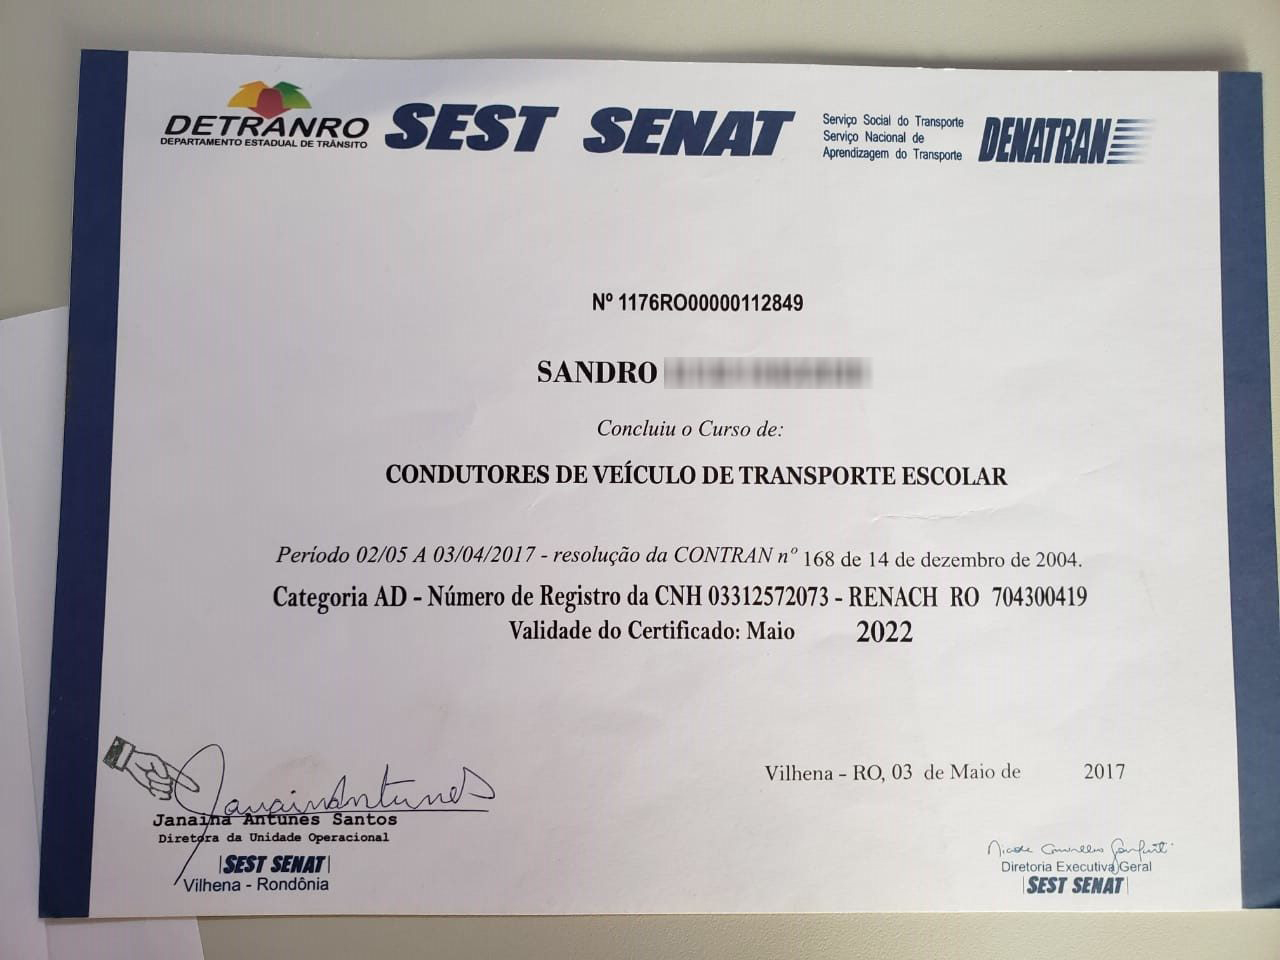 DETRANRO
DEPARTAMENTO ESTADUAL DE TRÂNSITO
SEST SENAT
Serviço Social do Transporte
Serviço Nacional de
Aprendizagem do Transporte
DENATRAN
Nº 1176RO00000112849
SANDRO
Concluiu o Curso de:
CONDUTORES DE VEÍCULO DE TRANSPORTE ESCOLAR
Período 02/05 A 03/04/2017 - resolução da CONTRAN nº 168 de 14 de dezembro de 2004.
Categoria AD - Número de Registro da CNH 03312572073 - RENACH RO 704300419
Validade do Certificado: Maio 2022
Vilhena - RO, 03 de Maio de 2017
Janaina Antunes
Janaina Antunes Santos
Diretora da Unidade Operacional
SEST SENAT
Vilhena - Rondônia
Diretoria Executiva Geral
SEST SENAT